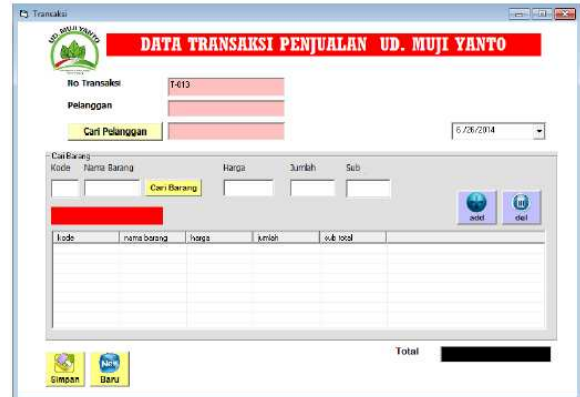 Transaksi
UD. MUJI YANTO
DATA TRANSAKSI PENJUALAN UD. MUJI YANTO
No Transaksi T-013
Pelanggan
Cari Pelanggan 6/26/2014
Cari Barang
Kode Nama Barang Harga Jumlah Sub
Cari Barang
add del
kode nama barang harga jumlah sub total
Total
New
Simpan Baru